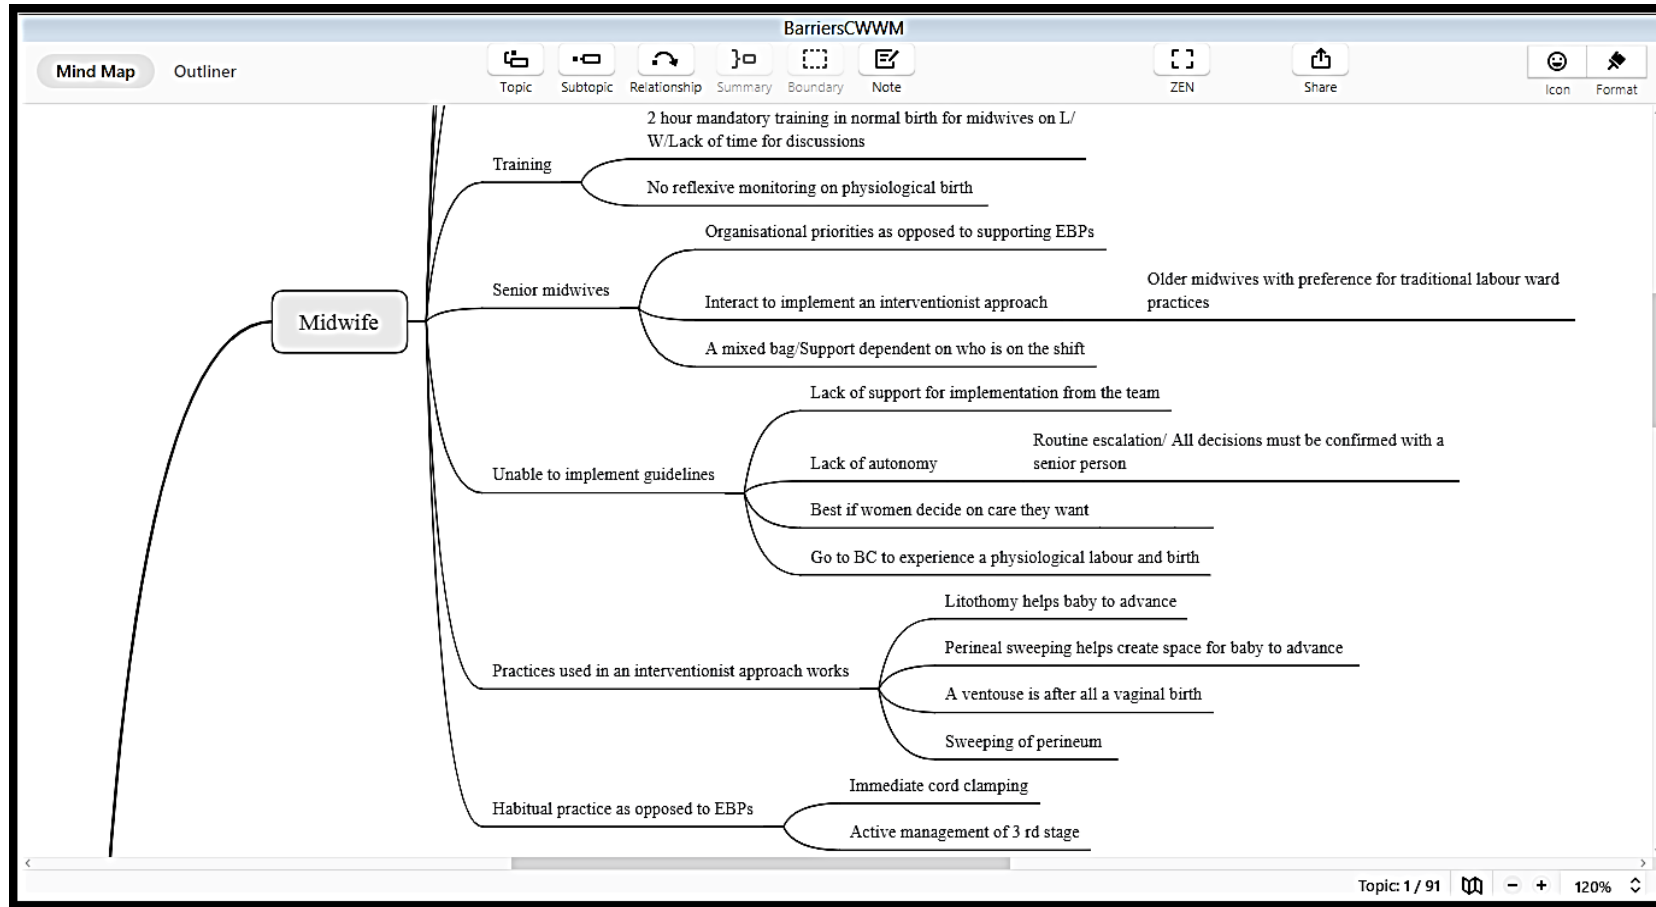 BarriersCWWM
Mind Map
Outliner
Topic
Subtopic
Relationship
Summary
Boundary
Note
ZEN
Share
Icon
Format
Midwife
Training
2 hour mandatory training in normal birth for midwives on L/
W/Lack of time for discussions
No reflexive monitoring on physiological birth
Senior midwives
Organisational priorities as opposed to supporting EBPs
Interact to implement an interventionist approach
Older midwives with preference for traditional labour ward
practices
A mixed bag/Support dependent on who is on the shift
Unable to implement guidelines
Lack of support for implementation from the team
Lack of autonomy
Routine escalation/ All decisions must be confirmed with a
senior person
Best if women decide on care they want
Go to BC to experience a physiological labour and birth
Practices used in an interventionist approach works
Litothomy helps baby to advance
Perineal sweeping helps create space for baby to advance
A ventouse is after all a vaginal birth
Sweeping of perineum
Habitual practice as opposed to EBPs
Immediate cord clamping
Active management of 3 rd stage
Topic: 1 / 91
120%